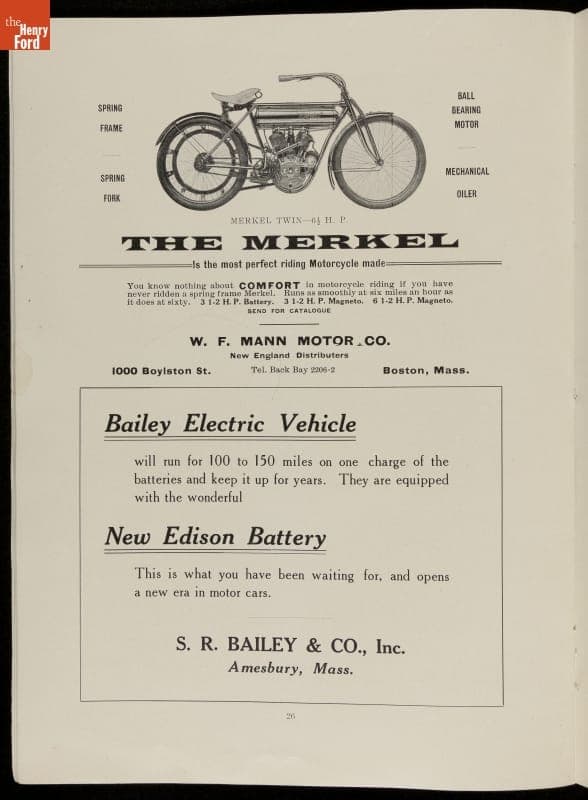 the
Henry
Ford
SPRING
FRAME
SPRING
FORK
BALL
BEARING
MOTOR
MECHANICAL
OILER
MERKEL TWIN—6½ H. P.
THE MERKEL
Is the most perfect riding Motorcycle made
You know nothing about COMFORT in motorcycle riding if you have
never ridden a spring frame Merkel. Runs as smoothly at six miles an hour as
it does at sixty. 3 1-2 H. P. Battery. 3 1-2 H. P. Magneto. 6 1-2 H. P. Magneto.
SEND FOR CATALOGUE
W. F. MANN MOTOR CO.
New England Distributers
1000 Boylston St. Tel. Back Bay 2206-2 Boston, Mass.
Bailey Electric Vehicle
will run for 100 to 150 miles on one charge of the
batteries and keep it up for years. They are equipped
with the wonderful
New Edison Battery
This is what you have been waiting for, and opens
a new era in motor cars.
S. R. BAILEY & CO., Inc.
Amesbury, Mass.
26